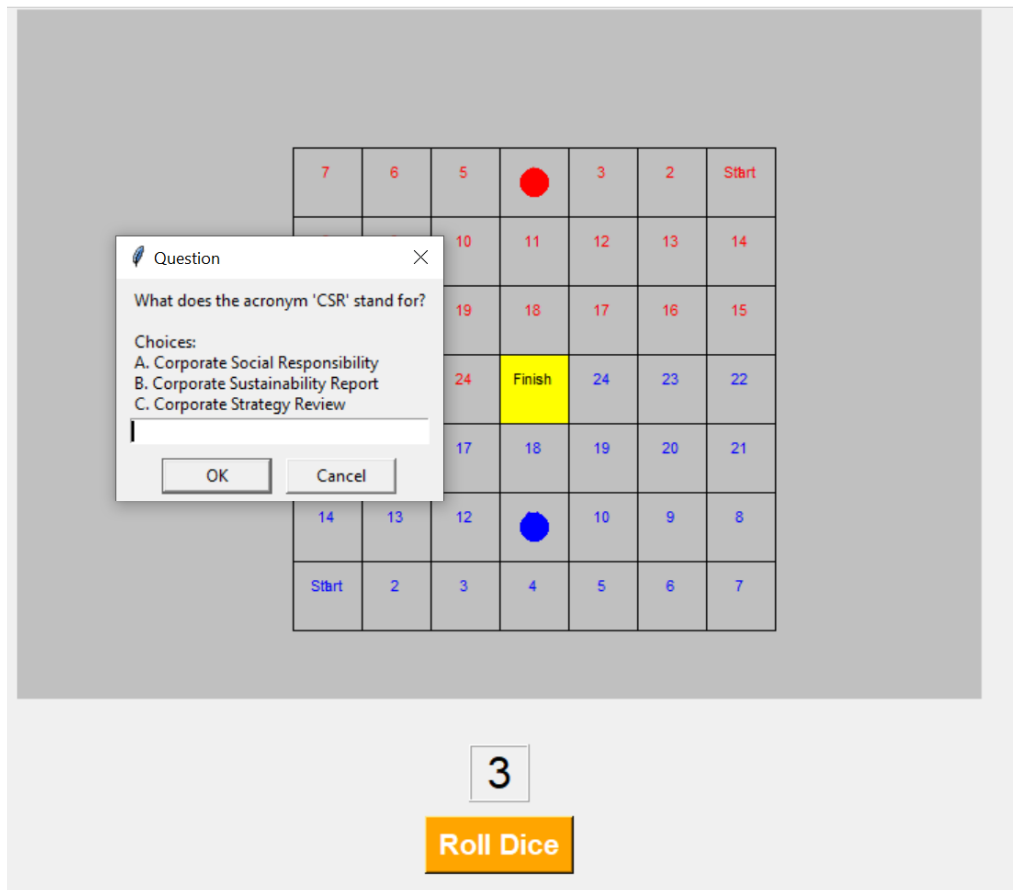 7 6 5 3 2 Start
10 11 12 13 14
Question
What does the acronym 'CSR' stand for?
Choices:
A. Corporate Social Responsibility
B. Corporate Sustainability Report
C. Corporate Strategy Review
OK Cancel
19 18 17 16 15
24 Finish 24 23 22
17 18 19 20 21
14 13 12 10 9 8
Start 2 3 4 5 6 7
3
Roll Dice